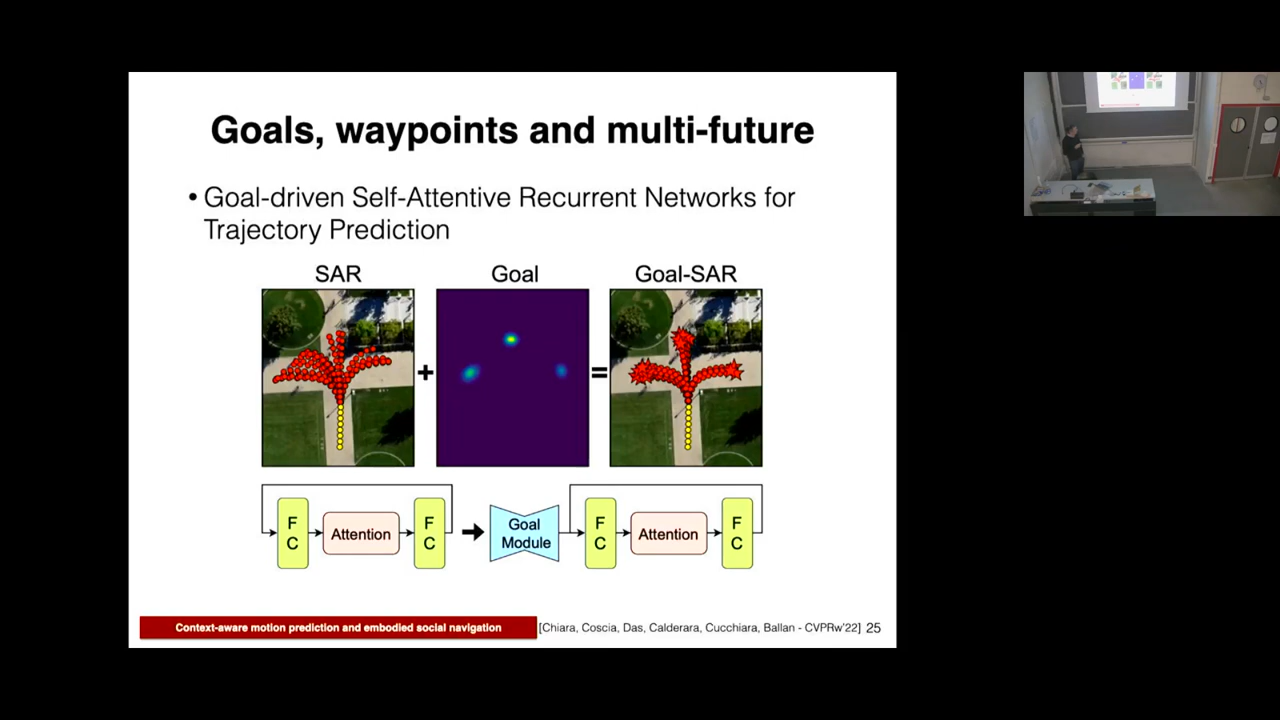 Goals, waypoints and multi-future
• Goal-driven Self-Attentive Recurrent Networks for
Trajectory Prediction
SAR
Goal
Goal-SAR
+
=
F
C
Attention
F
C
Goal
Module
F
C
Attention
F
C
Context-aware motion prediction and embodied social navigation
[Chiara, Coscia, Das, Calderara, Cucchiara, Ballan - CVPRw'22] 25